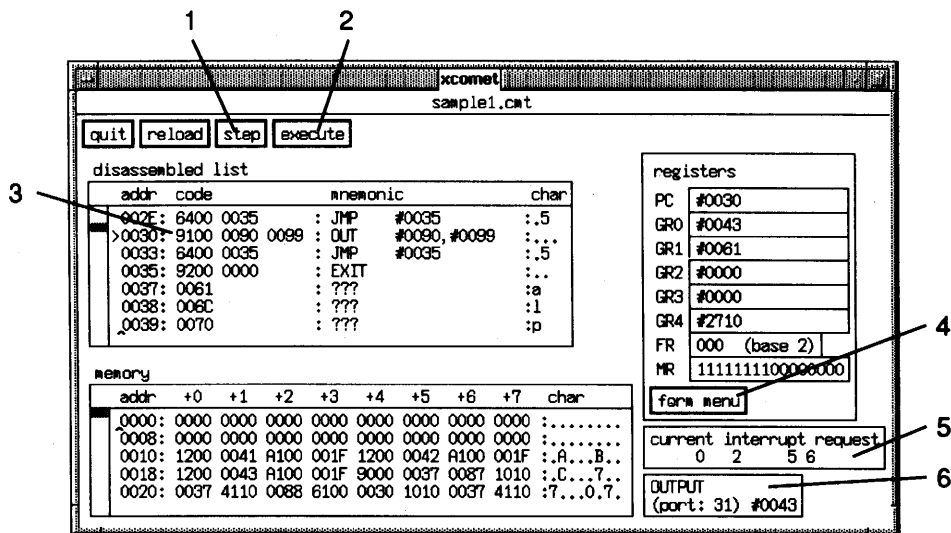 1 2
xcomet
sample1.cmt
quit reload step execute
disassembled list
3
addr code mnemonic char
002E: 6400 0035 : JMP #0035 :.5
>0030: 9100 0090 0099 : OUT #0090,#0099 :...
0033: 6400 0035 : JMP #0035 :.5
0035: 9200 0000 : EXIT :..
0037: 0061 : ??? :a
0038: 006C : ??? :l
0039: 0070 : ??? :p
registers
PC #0030
GR0 #0043
GR1 #0061
GR2 #0000
GR3 #0000
GR4 #2710
FR 000 (base 2)
MR 1111111100000000
form menu
4
memory
addr +0 +1 +2 +3 +4 +5 +6 +7 char
0000: 0000 0000 0000 0000 0000 0000 0000 0000 :........
0008: 0000 0000 0000 0000 0000 0000 0000 0000 :........
0010: 1200 0041 A100 001F 1200 0042 A100 001F :.A...B..
0018: 1200 0043 A100 001F 9000 0037 0087 1010 :.C...7..
0020: 0037 4110 0088 6100 0030 1010 0037 4110 :7...0.7.
current interrupt request
0 2 5 6
5
OUTPUT
(port: 31) #0043
6